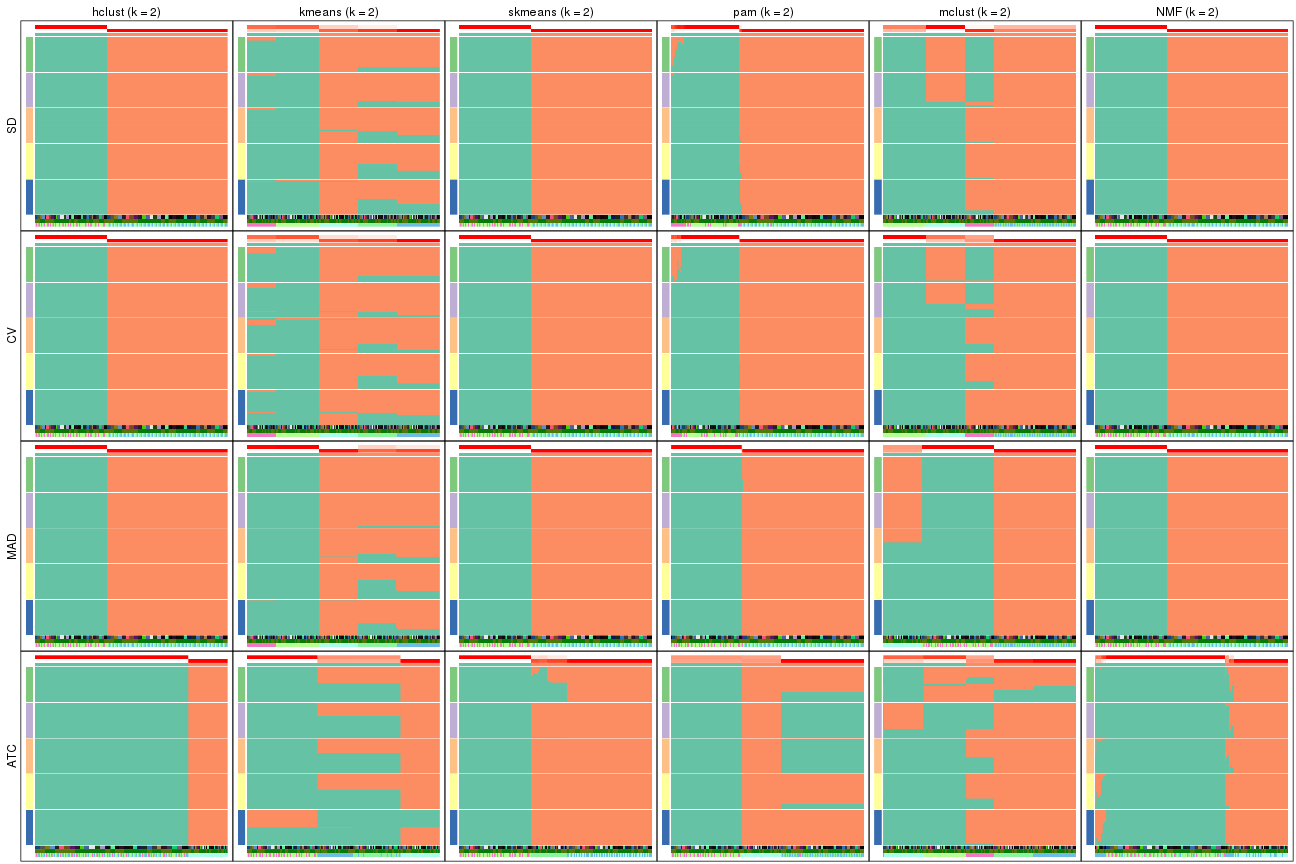 hclust (k = 2) kmeans (k = 2) skmeans (k = 2) pam (k = 2) mclust (k = 2) NMF (k = 2)
SD
CV
MAD
ATC